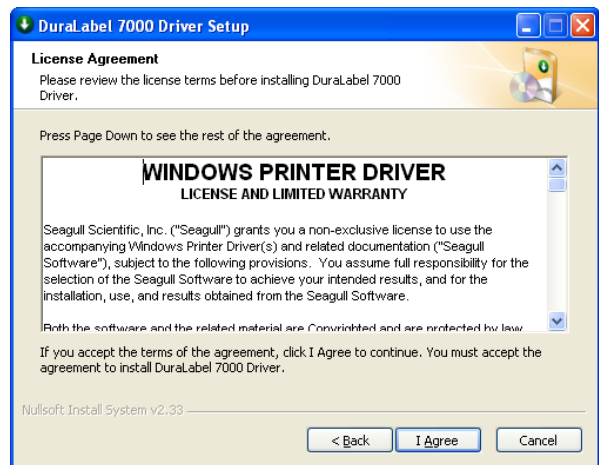 DuraLabel 7000 Driver Setup
License Agreement
Please review the license terms before installing DuraLabel 7000
Driver.
Press Page Down to see the rest of the agreement.
WINDOWS PRINTER DRIVER
LICENSE AND LIMITED WARRANTY
Seagull Scientific, Inc. ("Seagull") grants you a non-exclusive license to use the
accompanying Windows Printer Driver(s) and related documentation ("Seagull
Software"), subject to the following provisions.  You assume full responsibility for the
selection of the Seagull Software to achieve your intended results, and for the
installation, use, and results obtained from the Seagull Software.
Both the software and the related material are Copyrighted and are protected by law
If you accept the terms of the agreement, click I Agree to continue. You must accept the
agreement to install DuraLabel 7000 Driver.
Nullsoft Install System v2.33
< Back I Agree Cancel